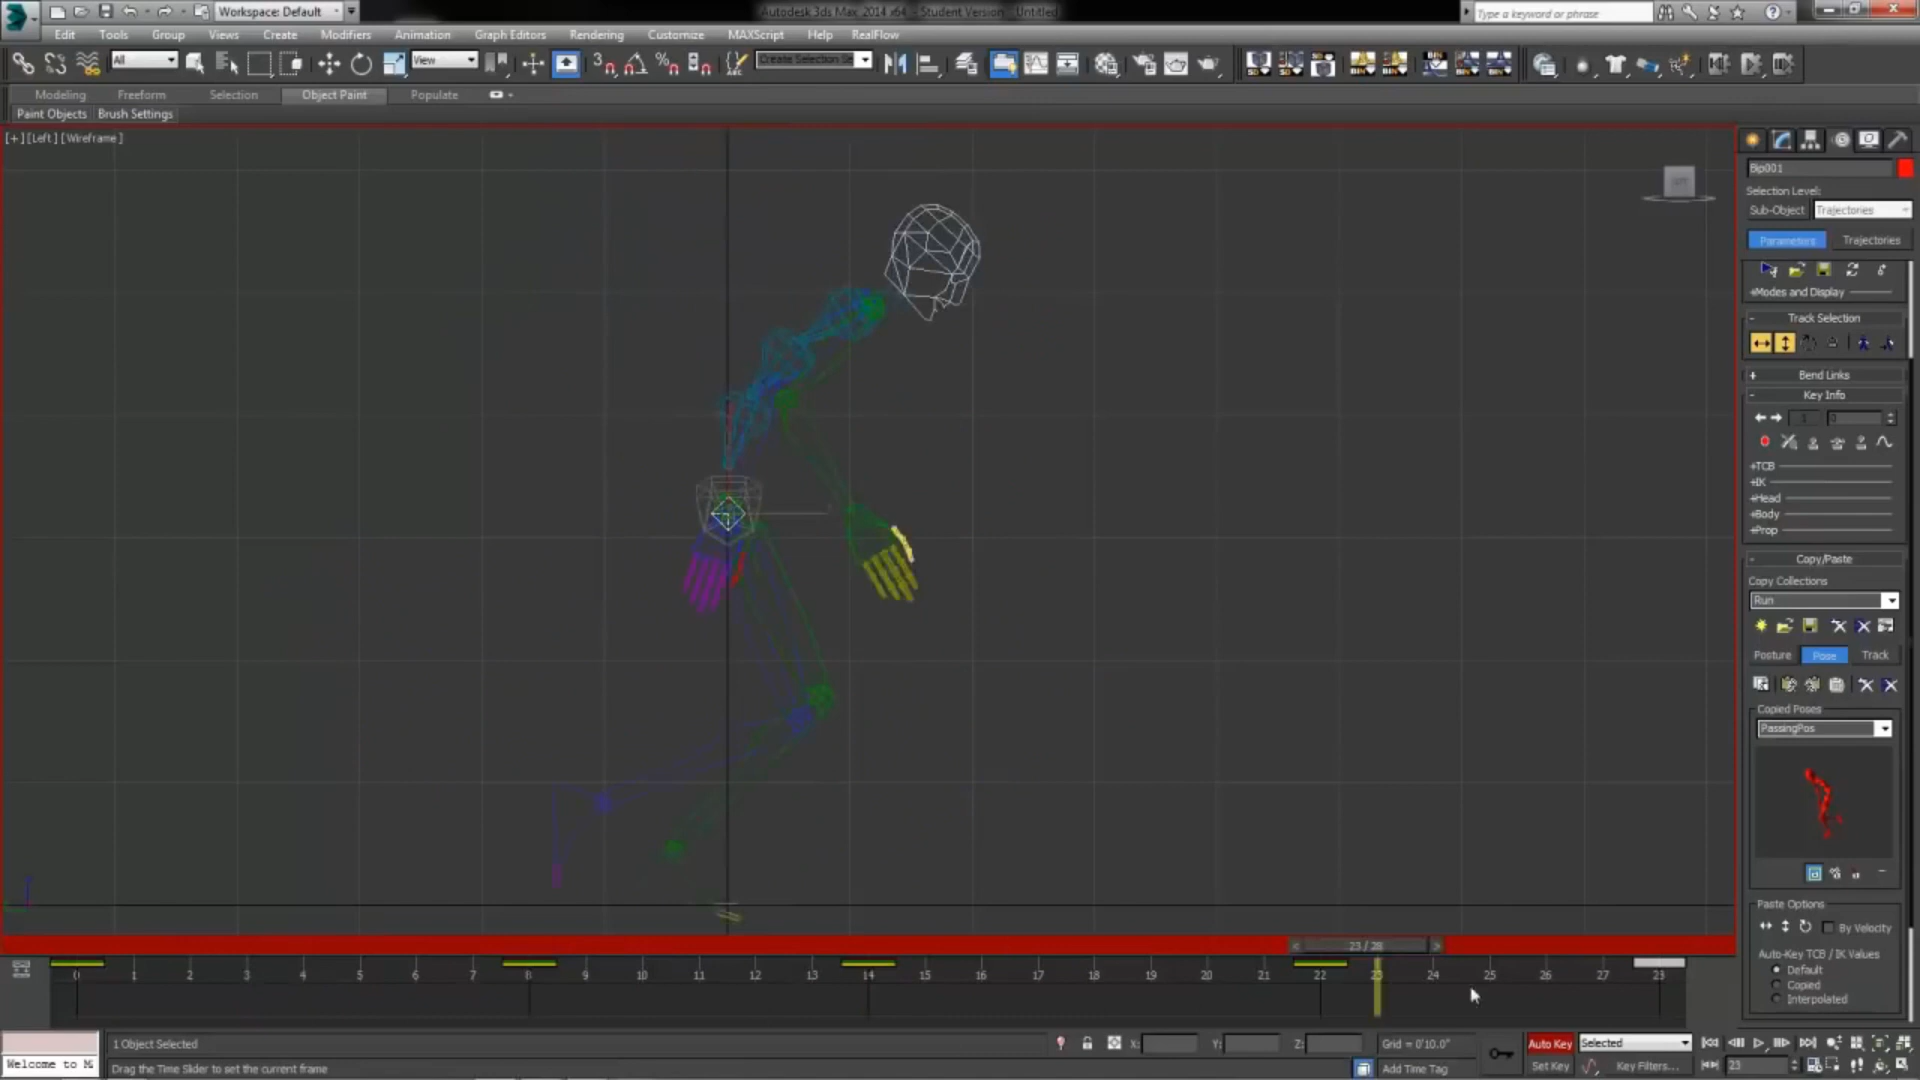 Workspace: Default
Autodesk 3ds Max 2014 x64 - Student Version - Untitled
Type a keyword or phrase
Edit Tools Group Views Create Modifiers Animation Graph Editors Rendering Customize MAXScript Help RealFlow
All View Create Selection Se
Modeling Freeform Selection Object Paint Populate
Paint Objects Brush Settings
[+] [Left] [Wireframe]
Bip001
Selection Level:
Sub-Object Trajectories
Parameters Trajectories
+Modes and Display
- Track Selection
+ Bend Links
- Key Info
+TCB
+IK
+Head
+Body
+Prop
- Copy/Paste
Copy Collections
Run
Posture Pose Track
Copied Poses
PassingPos
Paste Options
By Velocity
Auto-Key TCB / IK Values
Default
Copied
Interpolated
< 23 / 28 >
0 1 2 3 4 5 6 7 8 9 10 11 12 13 14 15 16 17 18 19 20 21 22 23 24 25 26 27 28
1 Object Selected X: Y: Z: Grid = 0'10.0" Auto Key Selected
Welcome to M Drag the Time Slider to set the current frame Add Time Tag Set Key Key Filters... 23